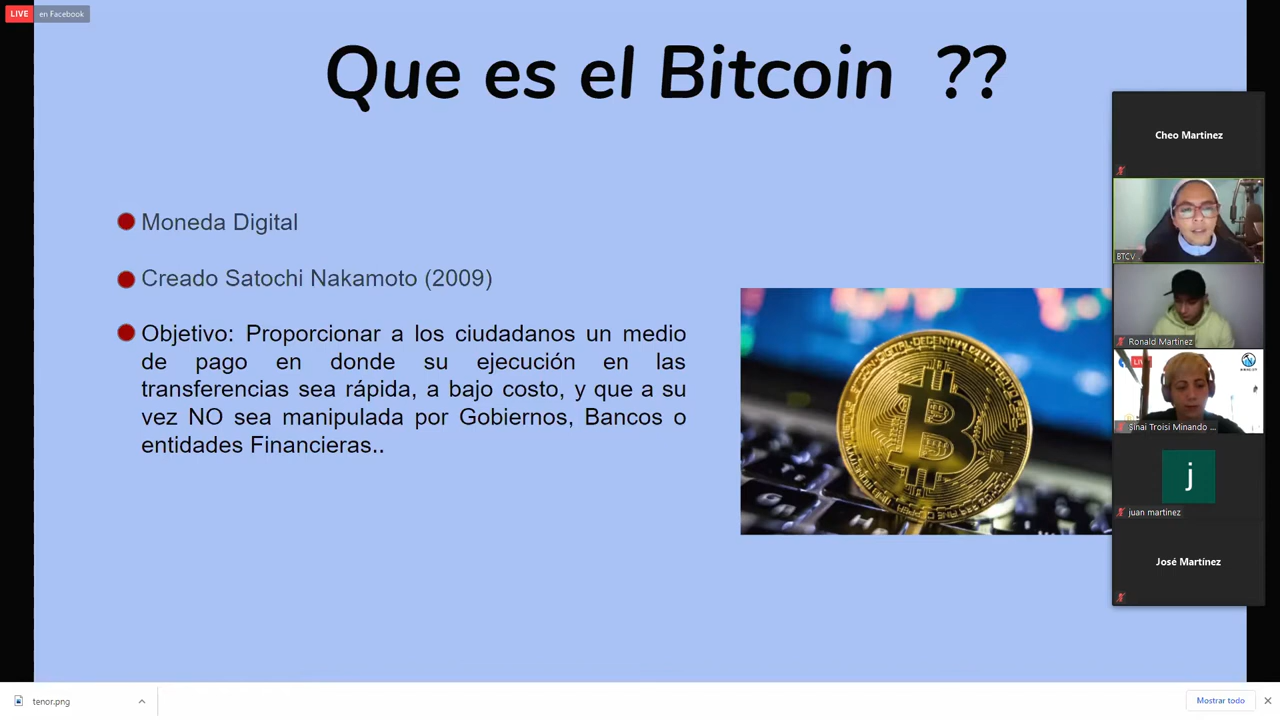 LIVE
en Facebook
Que es el Bitcoin ??
Moneda Digital
Creado Satochi Nakamoto (2009)
Objetivo: Proporcionar a los ciudadanos un medio
de pago en donde su ejecución en las
transferencias sea rápida, a bajo costo, y que a su
vez NO sea manipulada por Gobiernos, Bancos o
entidades Financieras..
Cheo Martinez
BTCV
Ronald Martinez
LIVE
Sinai Troisi Minando ...
j
juan martinez
José Martínez
tenor.png
Mostrar todo